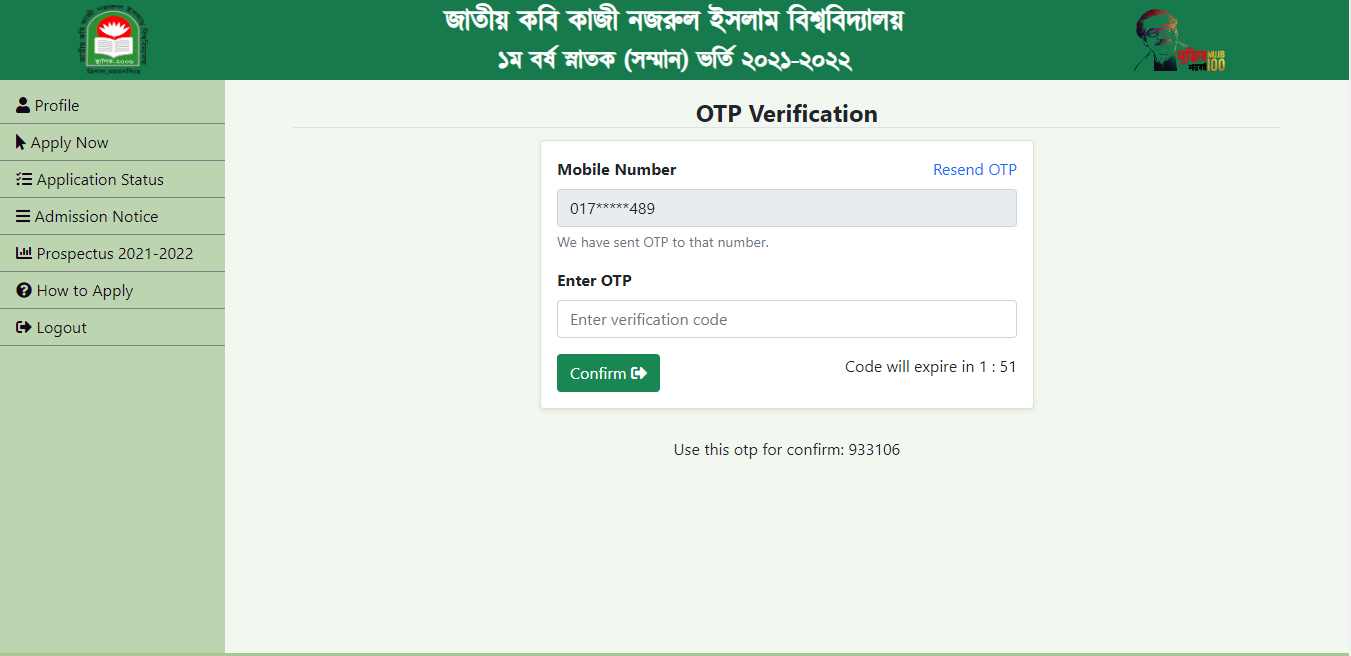 জাতীয় কবি কাজী নজরুল ইসলাম বিশ্ববিদ্যালয়
১ম বর্ষ স্নাতক (সম্মান) ভর্তি ২০২১-২০২২
MUJIB
100
Profile
Apply Now
Application Status
Admission Notice
Prospectus 2021-2022
How to Apply
Logout
OTP Verification
Mobile Number Resend OTP
017*****489
We have sent OTP to that number.
Enter OTP
Enter verification code
Confirm Code will expire in 1 : 51
Use this otp for confirm: 933106